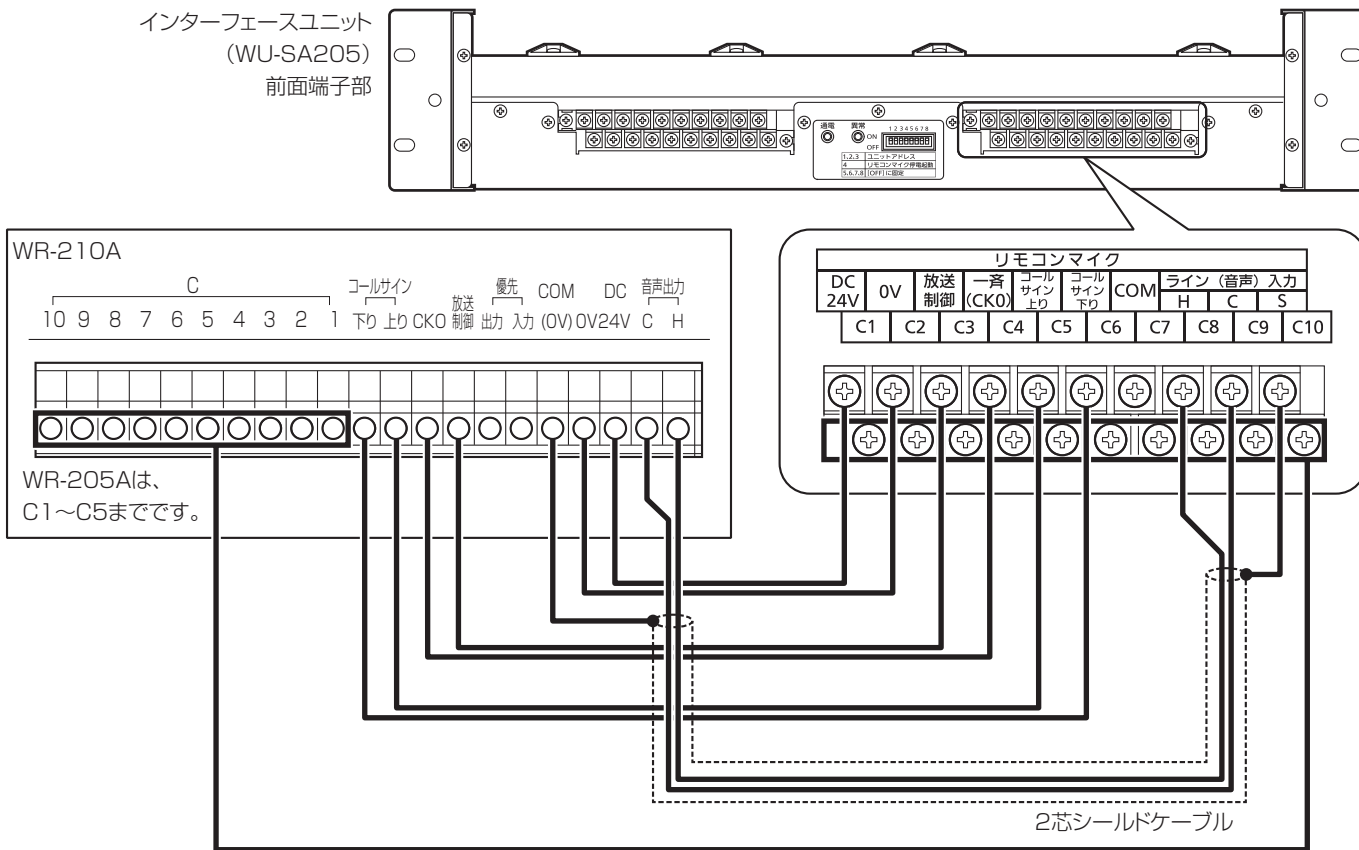 インターフェースユニット
(WU-SA205)
前面端子部
通電 異常
1 2 3 4 5 6 7 8
ON
OFF
1.2.3 ユニットアドレス
4 リモコンマイク停電起動
5.6.7.8 [OFF]に固定
WR-210A
C
10 9 8 7 6 5 4 3 2 1
コールサイン
下り 上り
CKO
放送
制御
優先
出力 入力
COM
(0V)
0V
DC
24V
音声出力
C H
WR-205Aは、
C1～C5までです。
リモコンマイク
DC
24V
0V
放送
制御
一斉
(CK0)
コール
サイン
上り
コール
サイン
下り
COM
ライン（音声）入力
H C S
C1 C2 C3 C4 C5 C6 C7 C8 C9 C10
2芯シールドケーブル